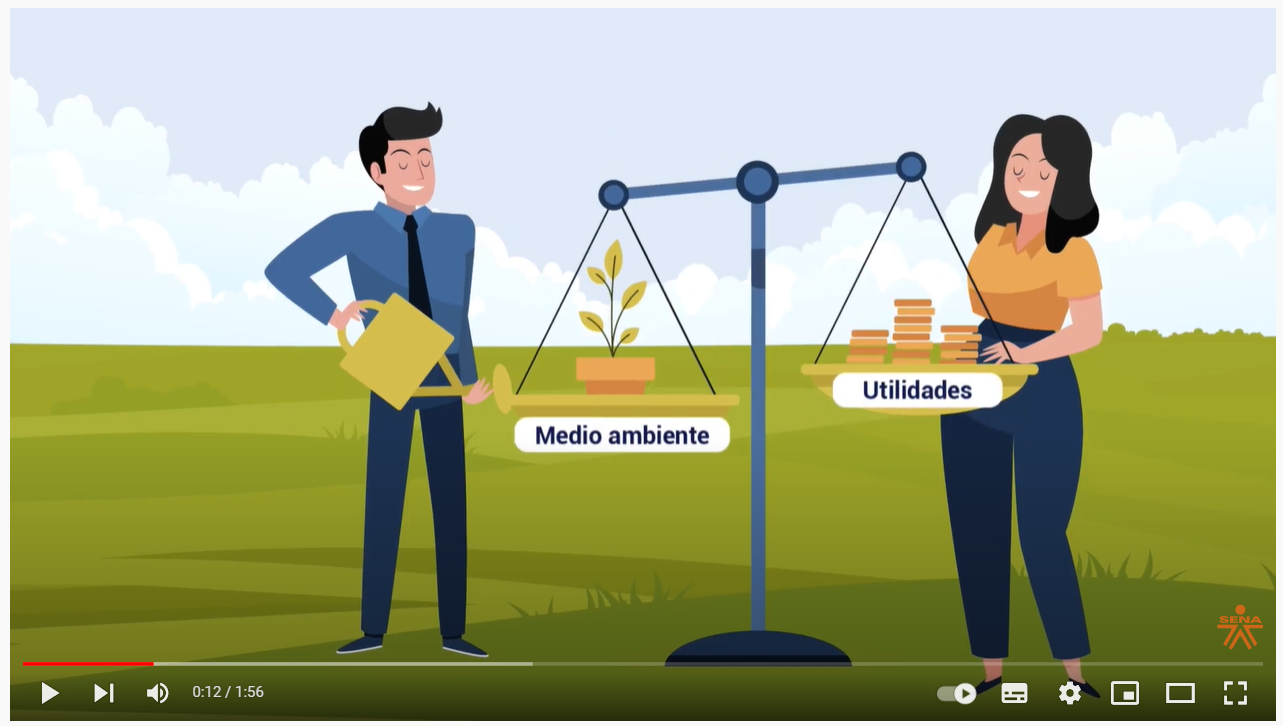 Utilidades
Medio ambiente
SENA
0:12 / 1:56